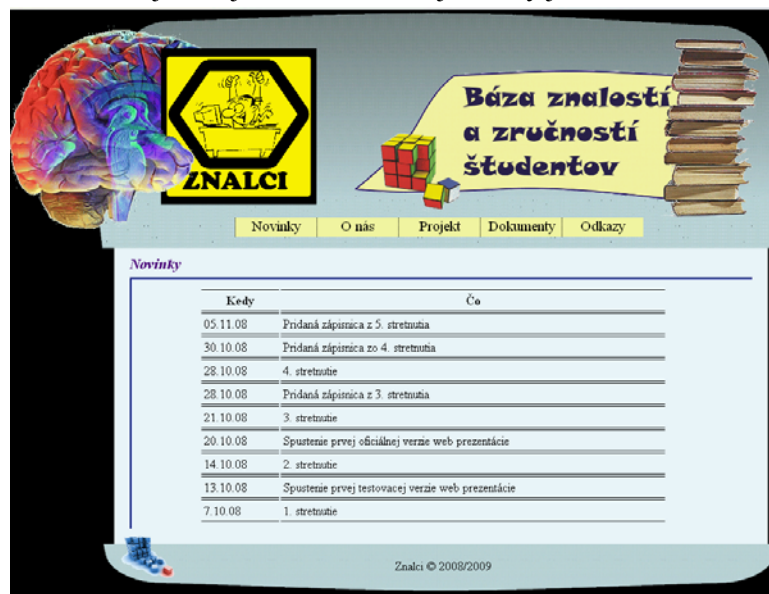 ZNALCI
Báza znalostí
a zručností
študentov
Novinky O nás Projekt Dokumenty Odkazy
Novinky
Kedy Čo
05.11.08 Pridaná zápisnica z 5. stretnutia
30.10.08 Pridaná zápisnica zo 4. stretnutia
28.10.08 4. stretnutie
28.10.08 Pridaná zápisnica z 3. stretnutia
21.10.08 3. stretnutie
20.10.08 Spustenie prvej oficiálnej verzie web prezentácie
14.10.08 2. stretnutie
13.10.08 Spustenie prvej testovacej verzie web prezentácie
7.10.08 1. stretnutie
Znalci © 2008/2009